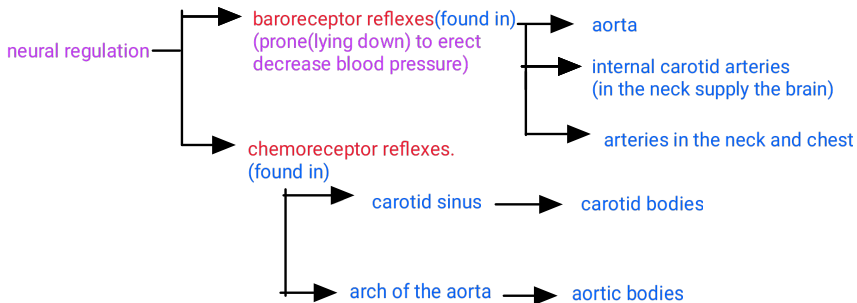 neural regulation
baroreceptor reflexes(found in)
(prone(lying down) to erect
decrease blood pressure)
aorta
internal carotid arteries
(in the neck supply the brain)
arteries in the neck and chest
chemoreceptor reflexes.
(found in)
carotid sinus
carotid bodies
arch of the aorta
aortic bodies